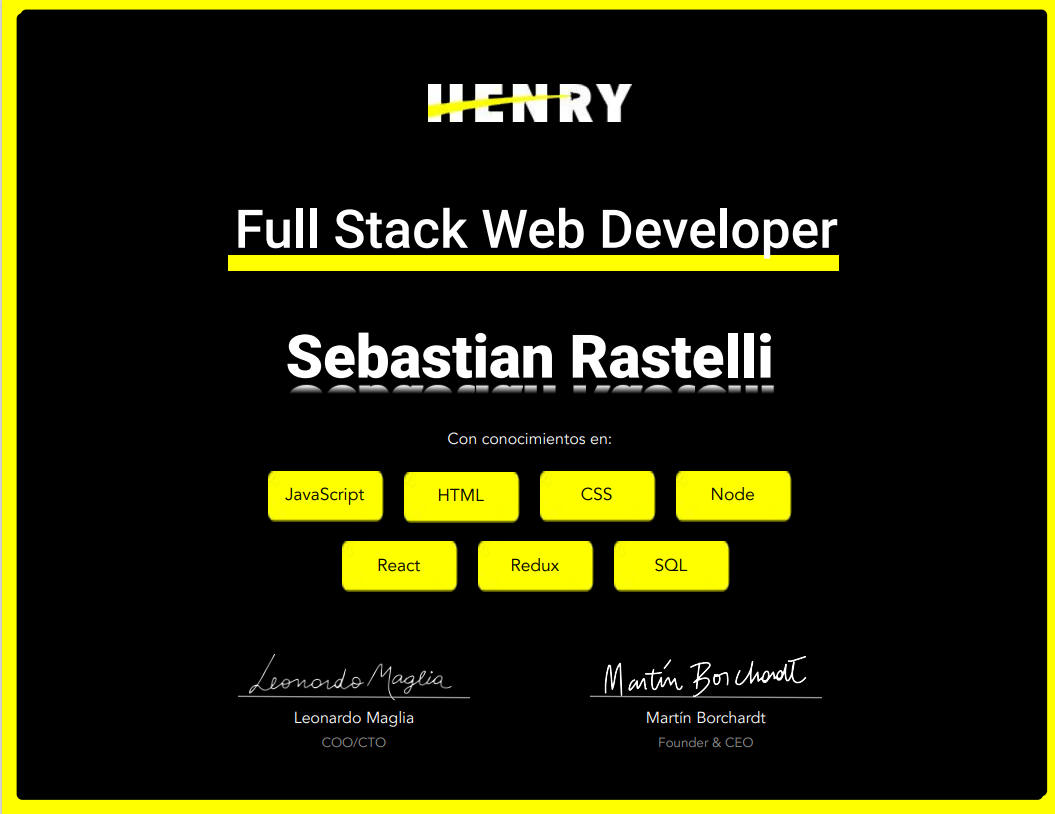 HENRY
Full Stack Web Developer
Sebastian Rastelli
Con conocimientos en:
JavaScript HTML CSS Node
React Redux SQL
Leonardo Maglia Martín Borchardt
Leonardo Maglia Martín Borchardt
COO/CTO Founder & CEO